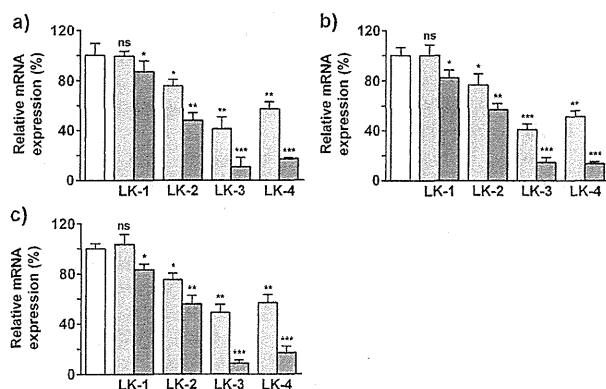 a)
Relative mRNA
expression (%)
120
80
40
0
ns
*
*
**
**
***
**
***
LK-1 LK-2 LK-3 LK-4
b)
Relative mRNA
expression (%)
120
80
40
0
ns
*
*
**
***
***
**
***
LK-1 LK-2 LK-3 LK-4
c)
Relative mRNA
expression (%)
120
80
40
0
ns
*
*
**
**
***
**
***
LK-1 LK-2 LK-3 LK-4